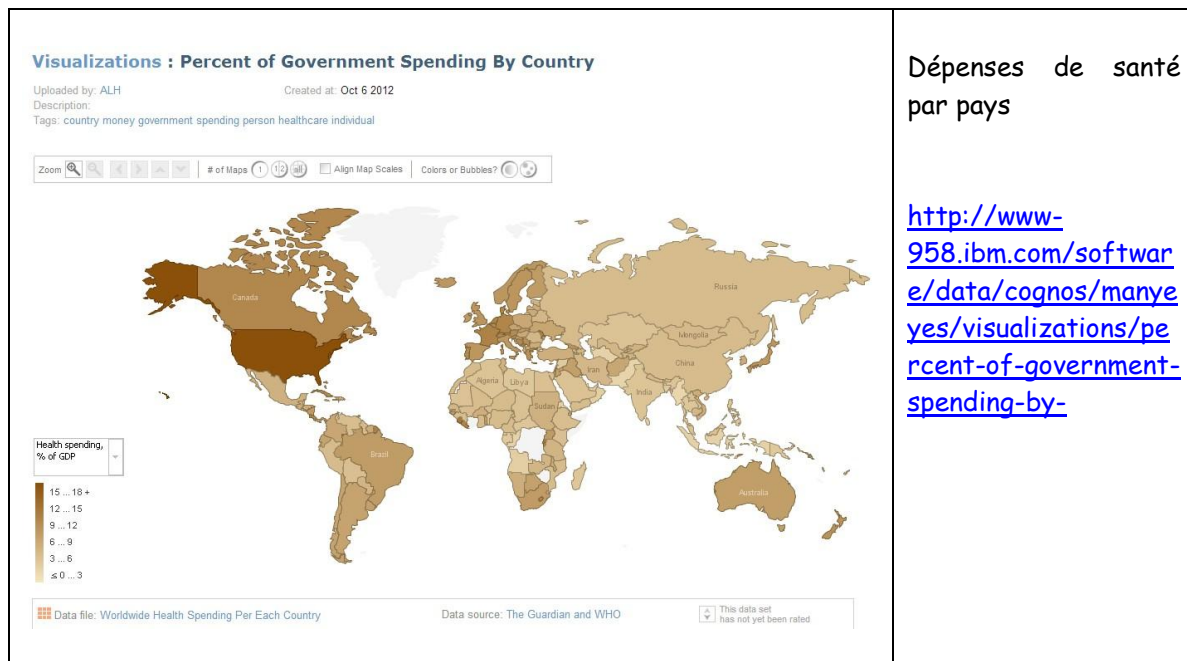 Visualizations : Percent of Government Spending By Country
Uploaded by: ALH Created at: Oct 6 2012
Description:
Tags: country money government spending person healthcare individual
Zoom # of Maps 1 12 all Align Map Scales Colors or Bubbles?
Canada
Russia
Mongolia
China
Iran
Algeria
Libya
India
Sudan
Brazil
Australia
Health spending,
% of GDP
15 ... 18 +
12 ... 15
9 ... 12
6 ... 9
3 ... 6
≤ 0 ... 3
Data file: Worldwide Health Spending Per Each Country Data source: The Guardian and WHO
This data set
has not yet been rated
Dépenses de santé
par pays
http://www-
958.ibm.com/softwar
e/data/cognos/manye
yes/visualizations/pe
rcent-of-government-
spending-by-